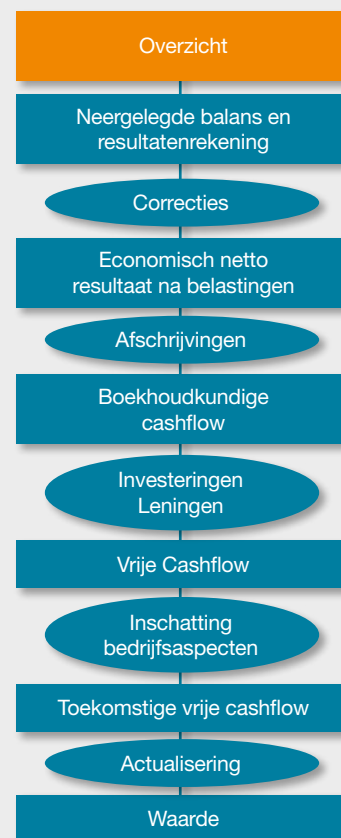 Overzicht
Neergelegde balans en
resultatenrekening
Correcties
Economisch netto
resultaat na belastingen
Afschrijvingen
Boekhoudkundige
cashflow
Investeringen
Leningen
Vrije Cashflow
Inschatting
bedrijfsaspecten
Toekomstige vrije cashflow
Actualisering
Waarde